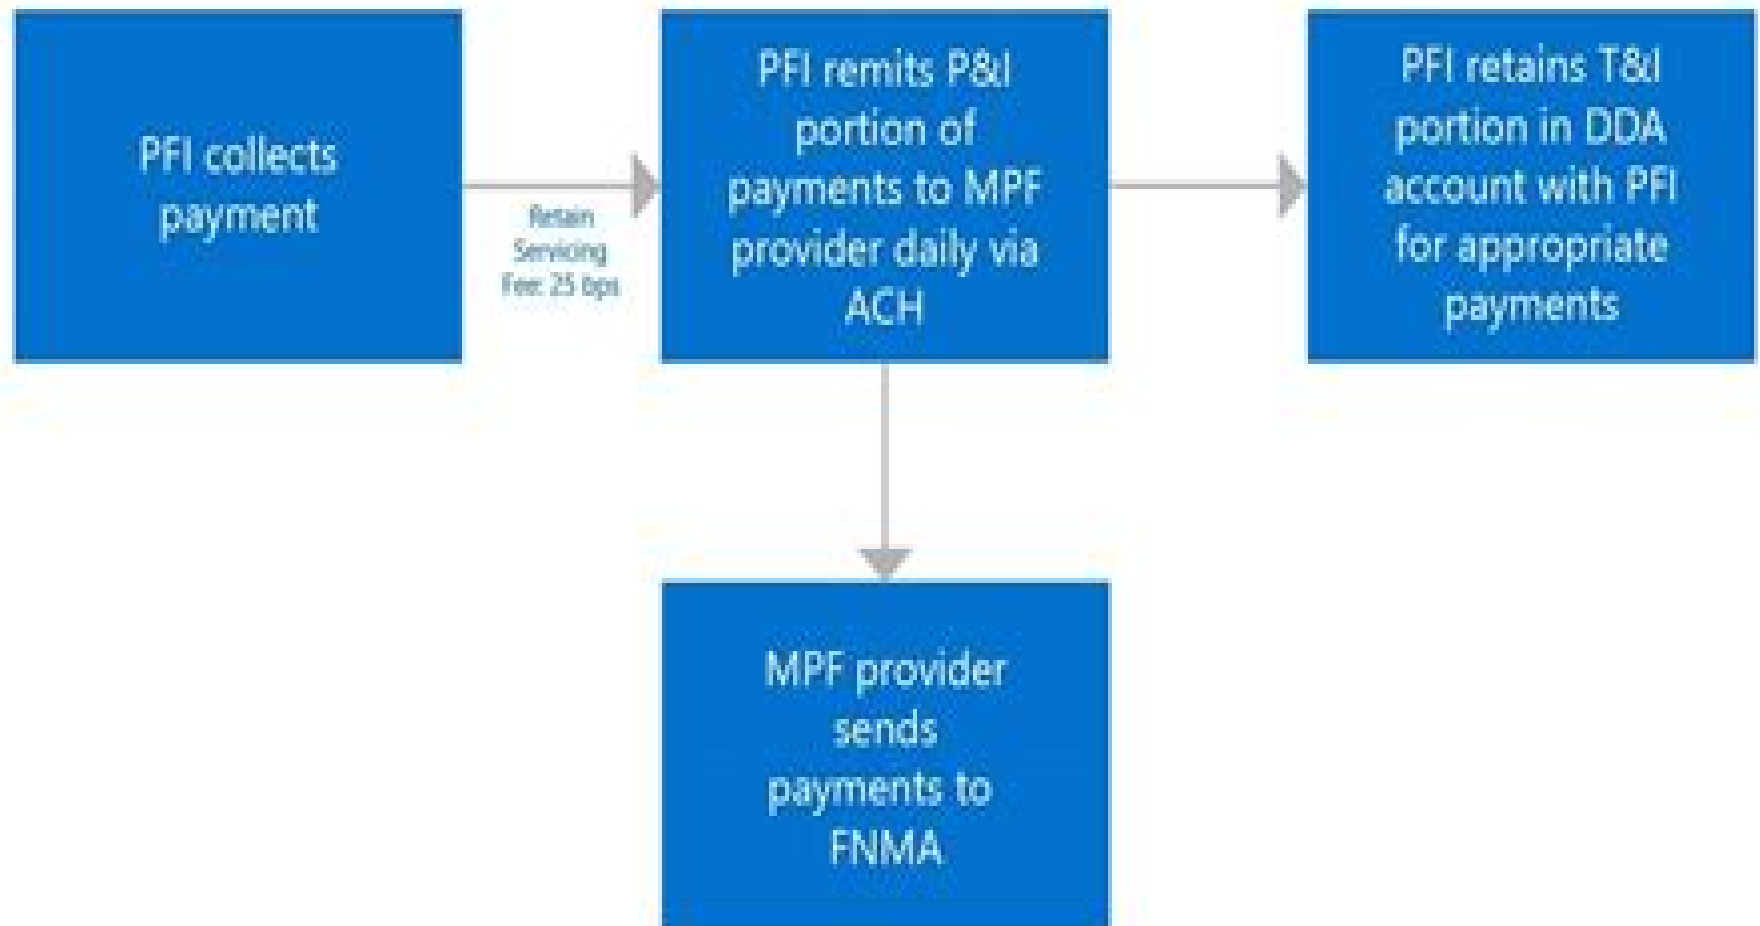 PFI collects
payment
Retain
Servicing
Fee: 25 bps
PFI remits P&I
portion of
payments to MPF
provider daily via
ACH
PFI retains T&I
portion in DDA
account with PFI
for appropriate
payments
MPF provider
sends
payments to
FNMA